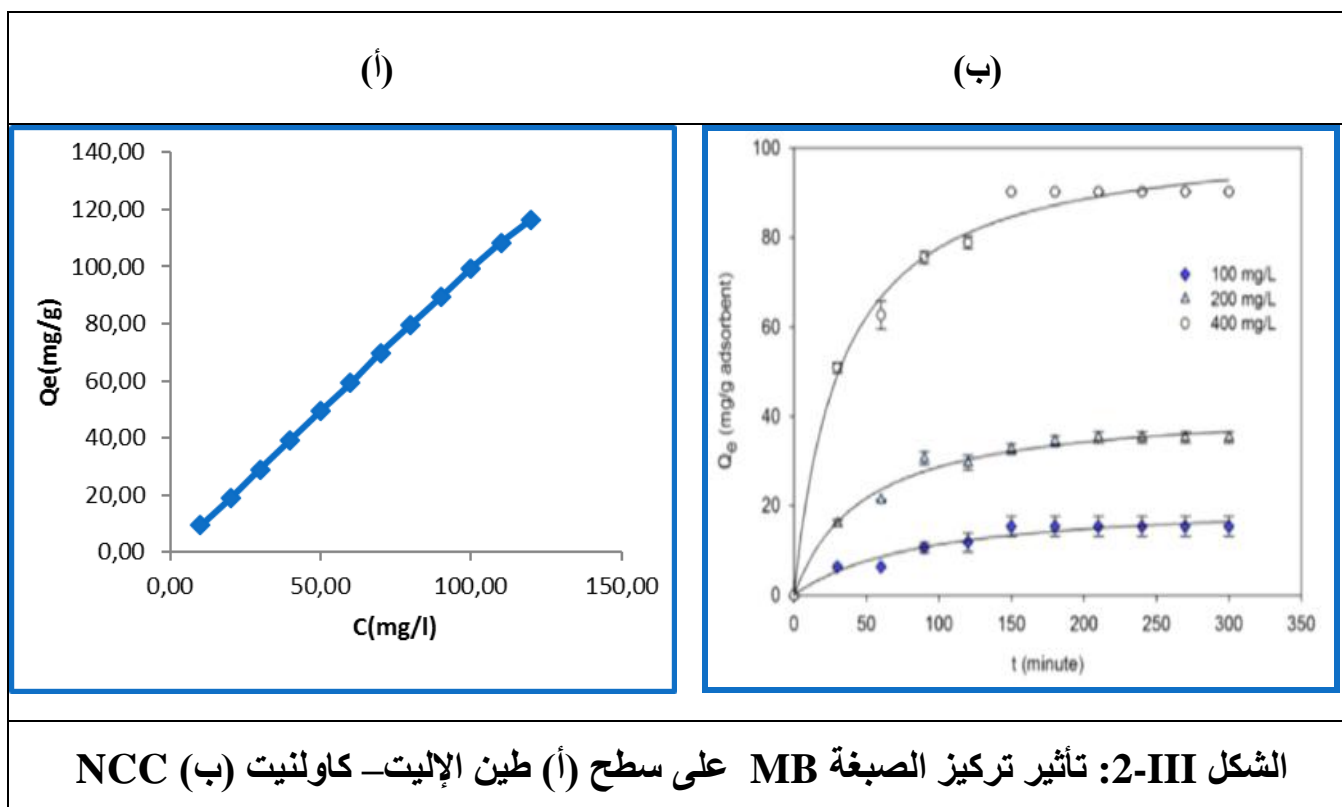 (أ)
(ب)
140,00
120,00
100,00
80,00
60,00
40,00
20,00
0,00
Qe(mg/g)
0,00 50,00 100,00 150,00
C(mg/l)
100
80
60
40
20
0
Qe (mg/g adsorbent)
100 mg/L
200 mg/L
400 mg/L
0 50 100 150 200 250 300 350
t (minute)
الشكل III-2: تأثير تركيز الصبغة MB على سطح (أ) طين الإليت– كاولنيت (ب) NCC